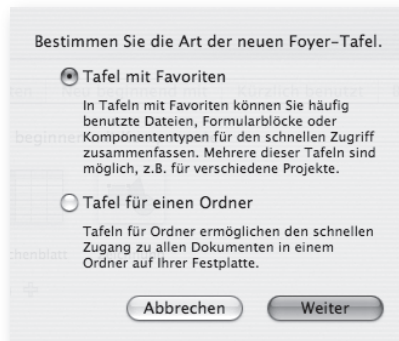 Bestimmen Sie die Art der neuen Foyer-Tafel.
Tafel mit Favoriten
In Tafeln mit Favoriten können Sie häufig
benutzte Dateien, Formularblöcke oder
Komponententypen für den schnellen Zugriff
zusammenfassen. Mehrere dieser Tafeln sind
möglich, z.B. für verschiedene Projekte.
Tafel für einen Ordner
Tafeln für Ordner ermöglichen den schnellen
Zugang zu allen Dokumenten in einem
Ordner auf Ihrer Festplatte.
Abbrechen Weiter